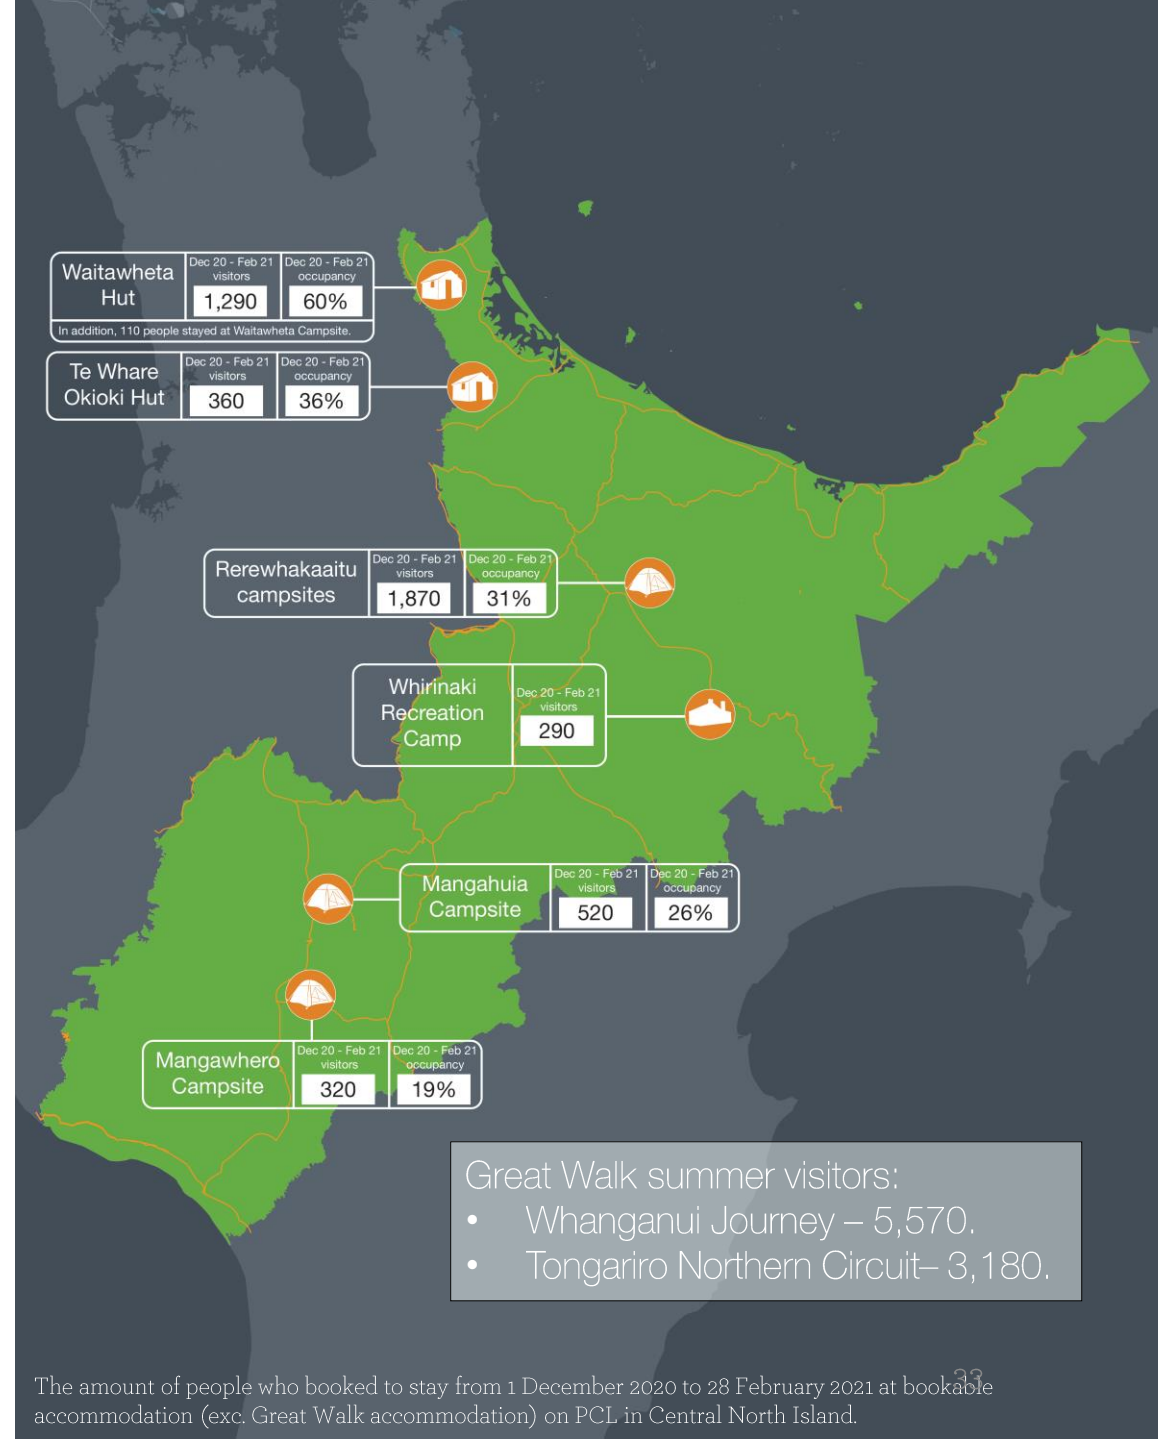 Waitawheta
Hut
Dec 20 - Feb 21
visitors
1,290
Dec 20 - Feb 21
occupancy
60%
In addition, 110 people stayed at Waitawheta Campsite.
Te Whare
Okioki Hut
Dec 20 - Feb 21
visitors
360
Dec 20 - Feb 21
occupancy
36%
Rerewhakaaitu
campsites
Dec 20 - Feb 21
visitors
1,870
Dec 20 - Feb 21
occupancy
31%
Whirinaki
Recreation
Camp
Dec 20 - Feb 21
visitors
290
Mangahuia
Campsite
Dec 20 - Feb 21
visitors
520
Dec 20 - Feb 21
occupancy
26%
Mangawhero
Campsite
Dec 20 - Feb 21
visitors
320
Dec 20 - Feb 21
occupancy
19%
Great Walk summer visitors:
• Whanganui Journey – 5,570.
• Tongariro Northern Circuit– 3,180.
33
The amount of people who booked to stay from 1 December 2020 to 28 February 2021 at bookable
accommodation (exc. Great Walk accommodation) on PCL in Central North Island.